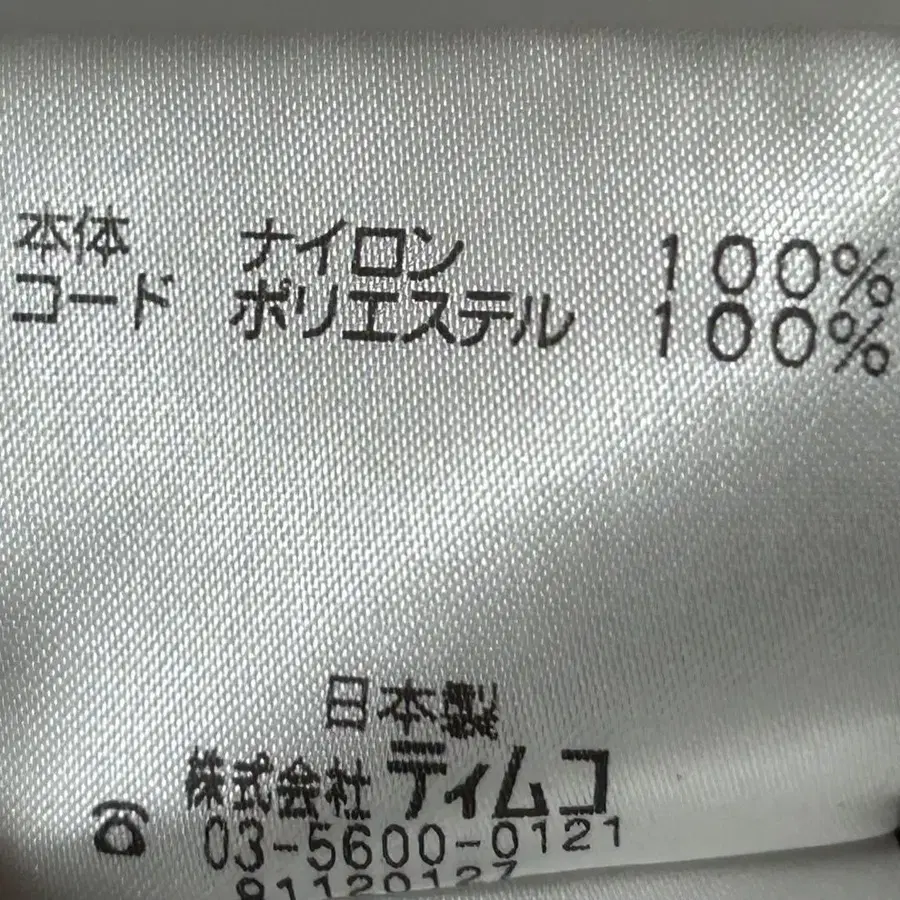 本体 ナイロン 100%
コード ポリエステル 100%
日本製
株式会社 ティムコ
03-5600-0121